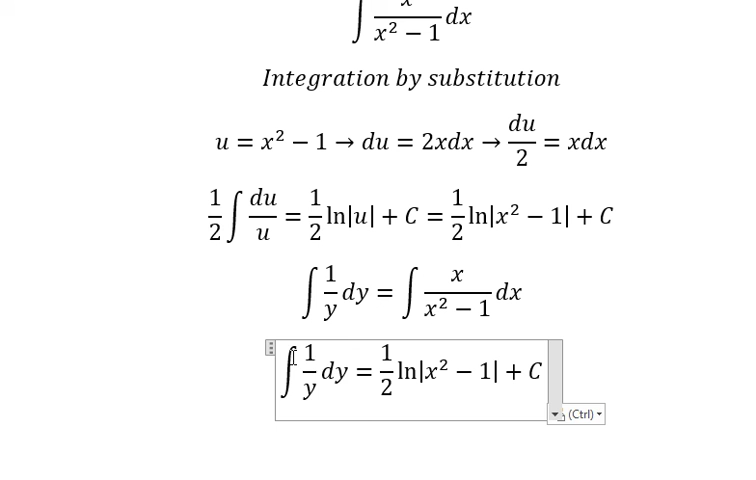 ∫ x/(x² − 1) dx
Integration by substitution
u = x² − 1 → du = 2xdx → du/2 = xdx
1/2 ∫ du/u = 1/2 ln|u| + C = 1/2 ln|x² − 1| + C
∫ 1/y dy = ∫ x/(x² − 1) dx
∫ 1/y dy = 1/2 ln|x² − 1| + C
(Ctrl)